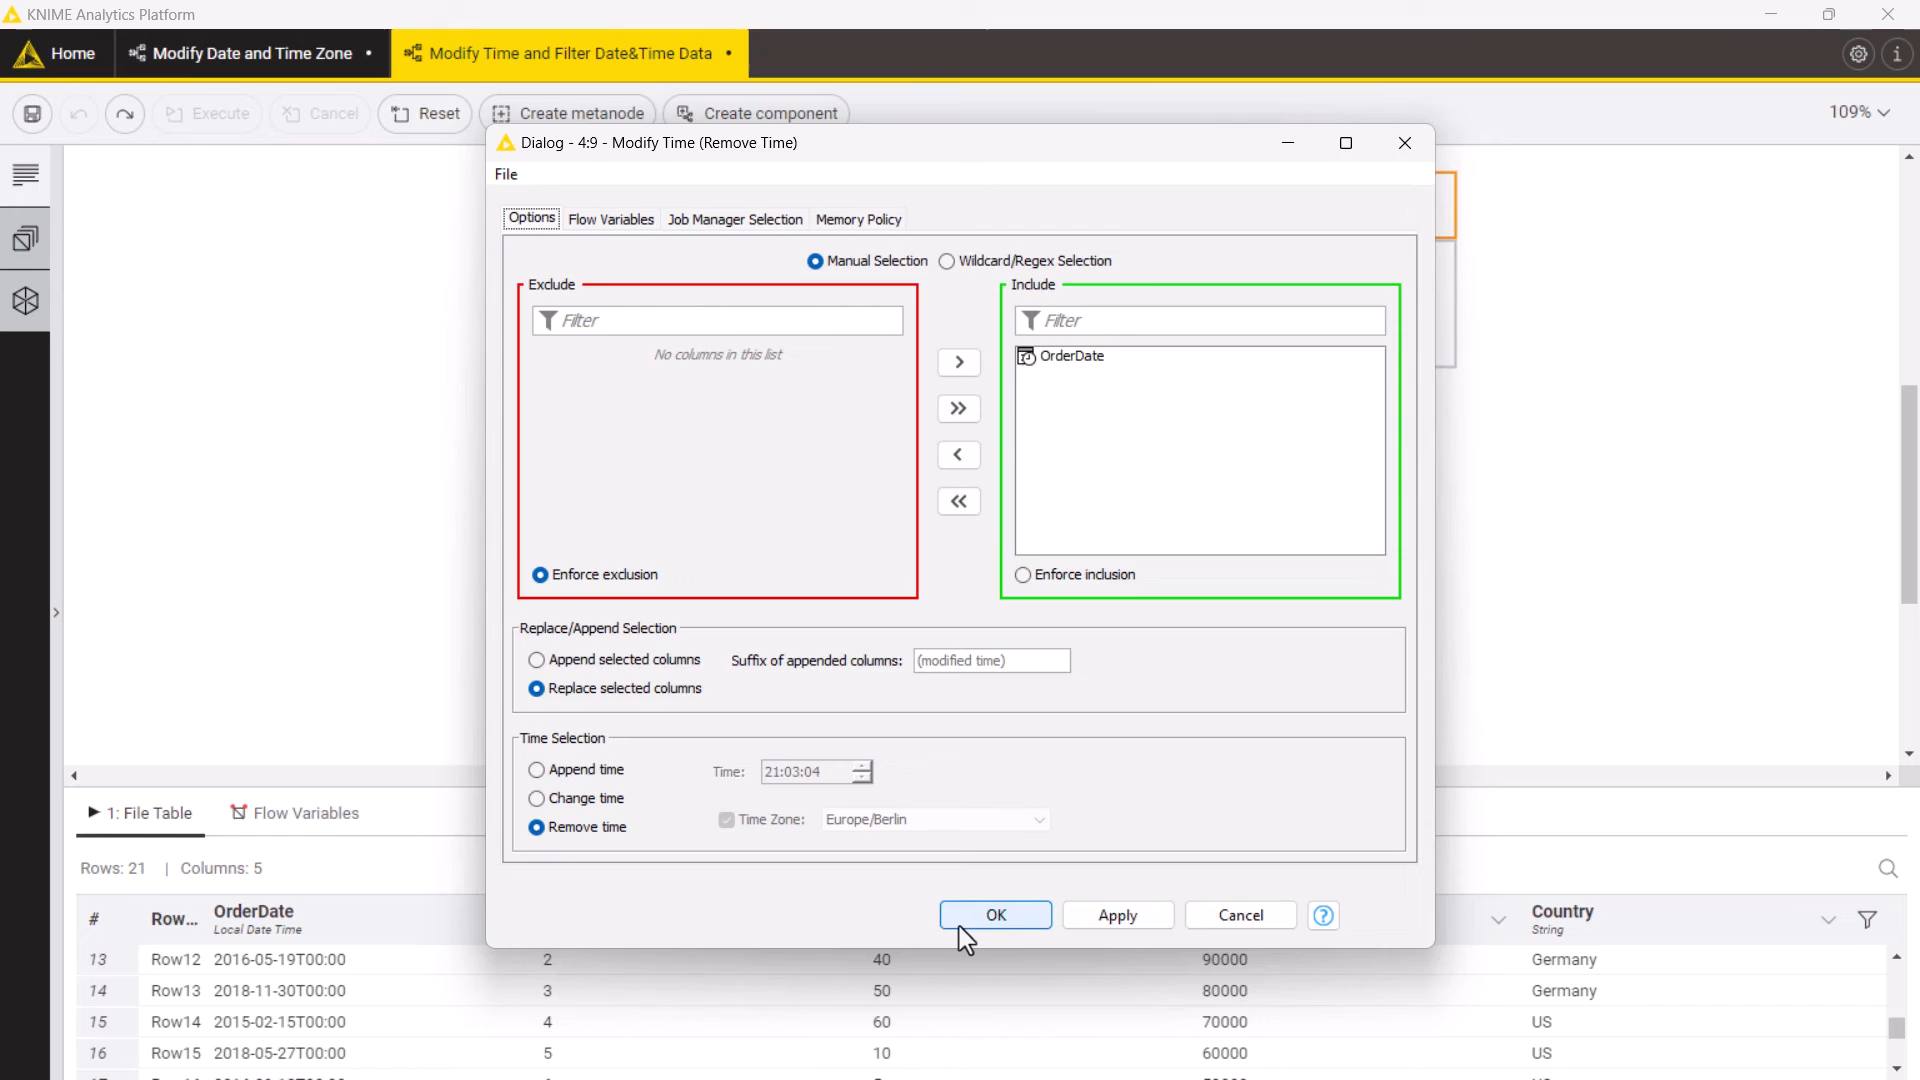 KNIME Analytics Platform
Home
Modify Date and Time Zone •
Modify Time and Filter Date&Time Data •
Execute
Cancel
Reset
Create metanode
Create component
109%
Dialog - 4:9 - Modify Time (Remove Time)
File
Options
Flow Variables
Job Manager Selection
Memory Policy
Manual Selection
Wildcard/Regex Selection
Exclude
Include
Filter
Filter
No columns in this list
OrderDate
Enforce exclusion
Enforce inclusion
Replace/Append Selection
Append selected columns
Suffix of appended columns:
(modified time)
Replace selected columns
Time Selection
Append time
Time:
21:03:04
Change time
Remove time
Time Zone:
Europe/Berlin
OK
Apply
Cancel
?
1: File Table
Flow Variables
Rows: 21 | Columns: 5
# Row... OrderDate Country
Local Date Time String
13 Row12 2016-05-19T00:00 2 40 90000 Germany
14 Row13 2018-11-30T00:00 3 50 80000 Germany
15 Row14 2015-02-15T00:00 4 60 70000 US
16 Row15 2018-05-27T00:00 5 10 60000 US